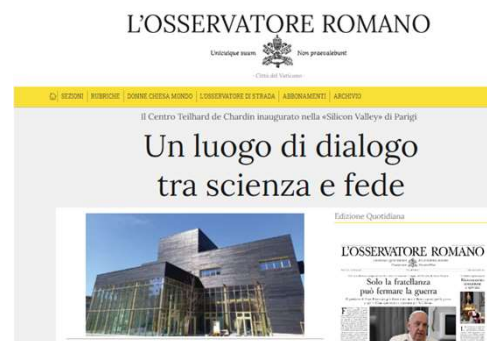 L'OSSERVATORE ROMANO
Unicuique suum Non praevalebunt
Città del Vaticano
SEZIONI RUBRICHE DONNE CHIESA MONDO L'OSSERVATORE DI STRADA ABBONAMENTI ARCHIVIO
Il Centro Teilhard de Chardin inaugurato nella «Silicon Valley» di Parigi
Un luogo di dialogo
tra scienza e fede
Edizione Quotidiana
L'OSSERVATORE ROMANO
Solo la fratellanza
può fermare la guerra